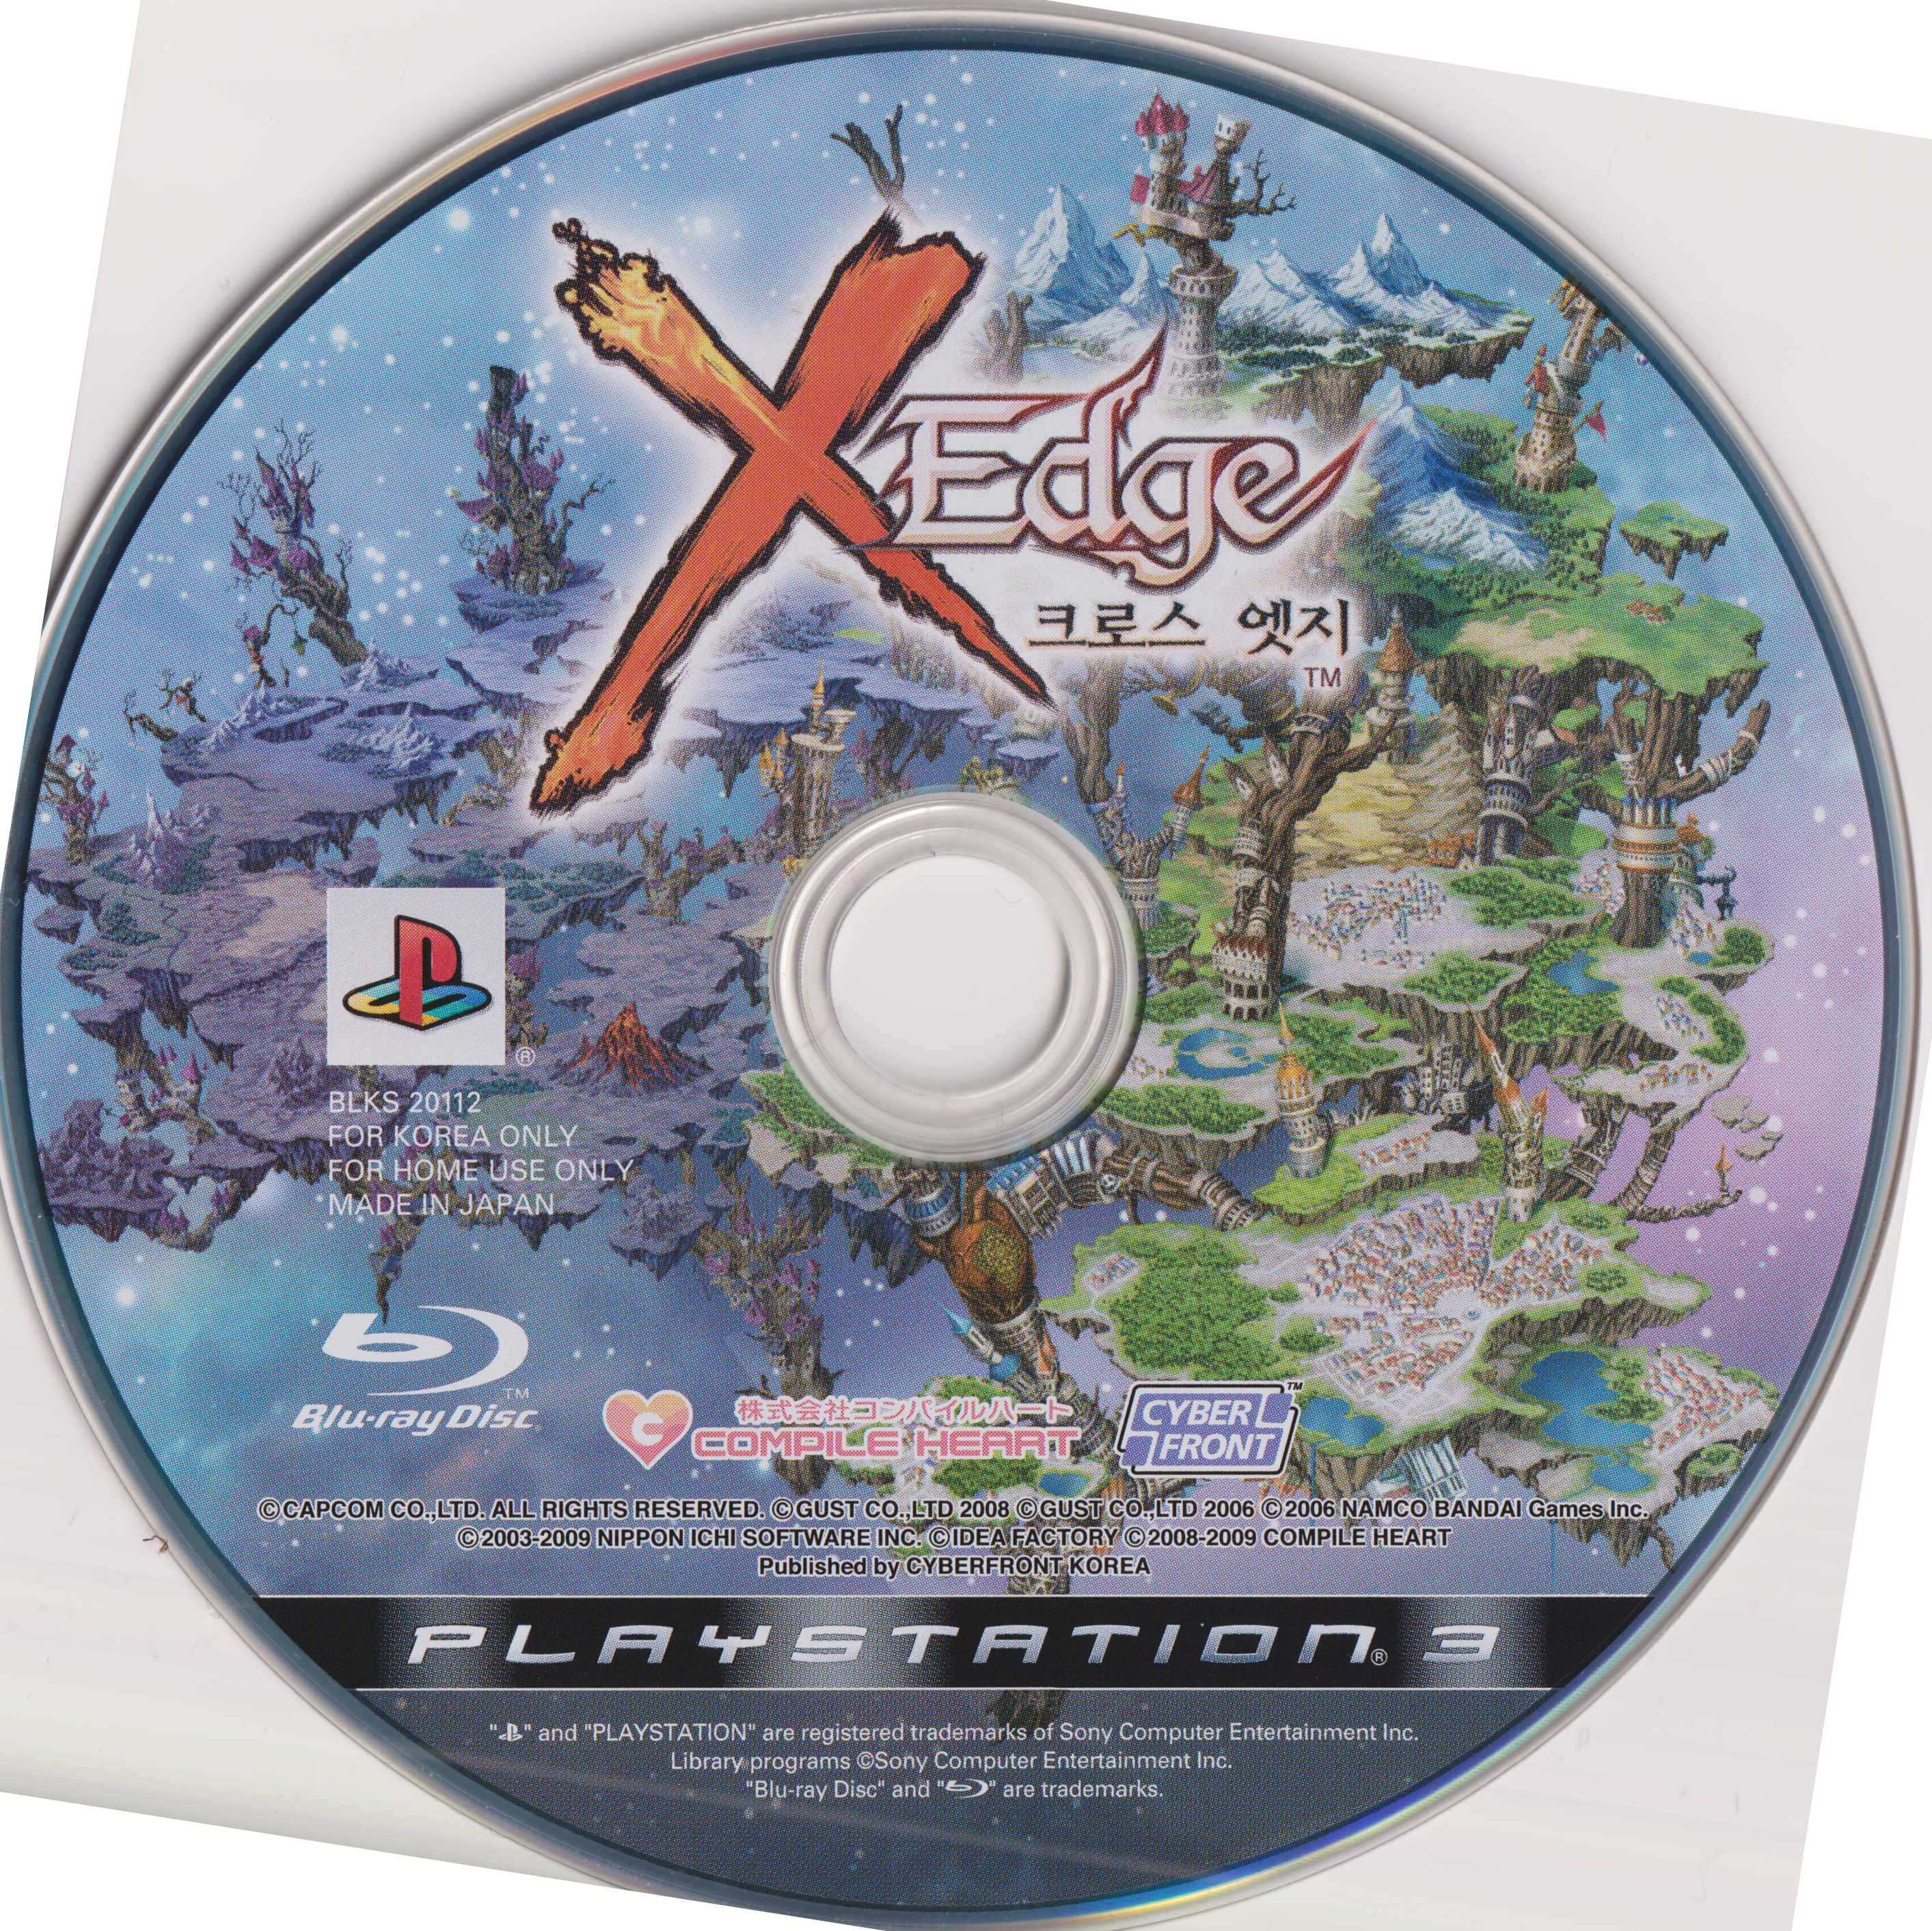 X Edge
크로스 엣지
TM
®
BLKS 20112
FOR KOREA ONLY
FOR HOME USE ONLY
MADE IN JAPAN
TM
Blu-ray Disc
C
株式会社コンパイルハート
COMPILE HEART
CYBER FRONT TM
©CAPCOM CO.,LTD. ALL RIGHTS RESERVED. ©GUST CO.,LTD 2008 ©GUST CO.,LTD 2006 ©2006 NAMCO BANDAI Games Inc.
©2003-2009 NIPPON ICHI SOFTWARE INC. ©IDEA FACTORY ©2008-2009 COMPILE HEART
Published by CYBERFRONT KOREA
PLAYSTATION® 3
"PS" and "PLAYSTATION" are registered trademarks of Sony Computer Entertainment Inc.
Library programs ©Sony Computer Entertainment Inc.
"Blu-ray Disc" and "b" are trademarks.